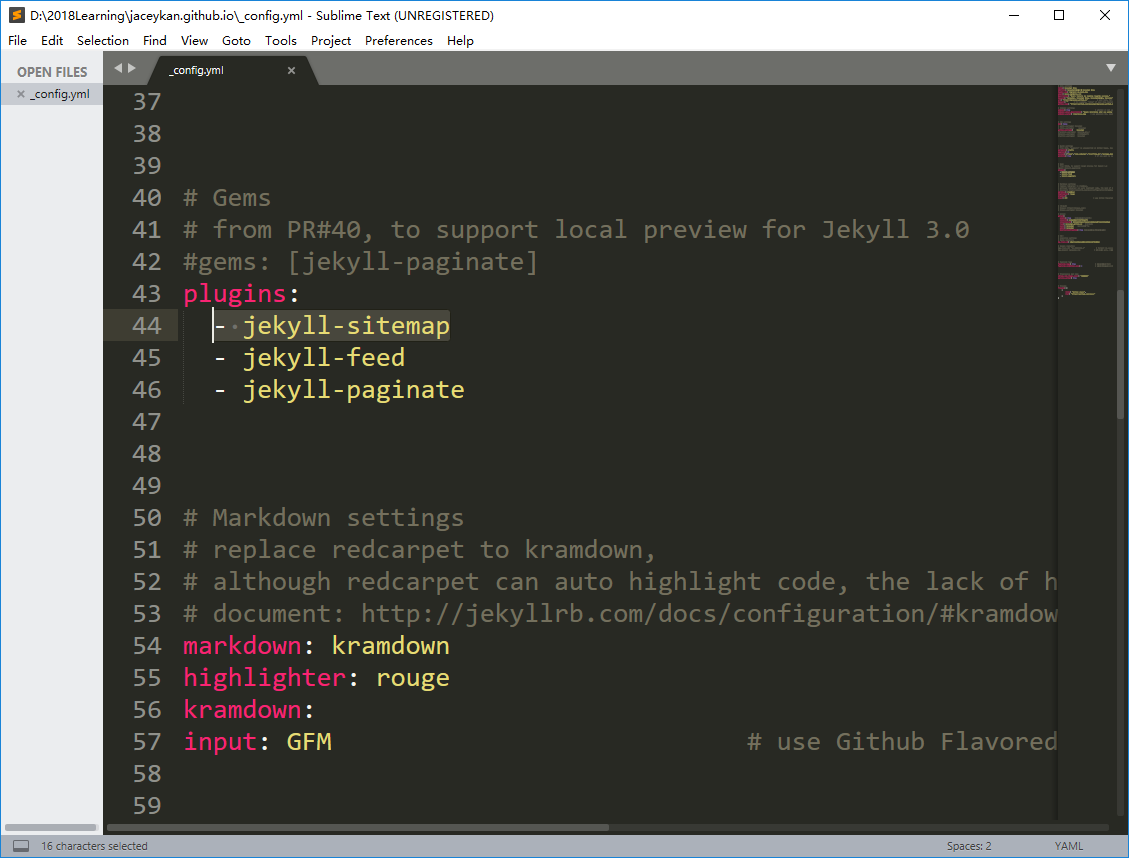 D:\2018Learning\jaceykan.github.io\_config.yml - Sublime Text (UNREGISTERED)
File Edit Selection Find View Goto Tools Project Preferences Help
OPEN FILES
_config.yml
_config.yml
37
38
39
40 # Gems
41 # from PR#40, to support local preview for Jekyll 3.0
42 #gems: [jekyll-paginate]
43 plugins:
44 - jekyll-sitemap
45 - jekyll-feed
46 - jekyll-paginate
47
48
49
50 # Markdown settings
51 # replace redcarpet to kramdown,
52 # although redcarpet can auto highlight code, the lack of h
53 # document: http://jekyllrb.com/docs/configuration/#kramdow
54 markdown: kramdown
55 highlighter: rouge
56 kramdown:
57 input: GFM # use Github Flavored
58
59
16 characters selected
Spaces: 2
YAML